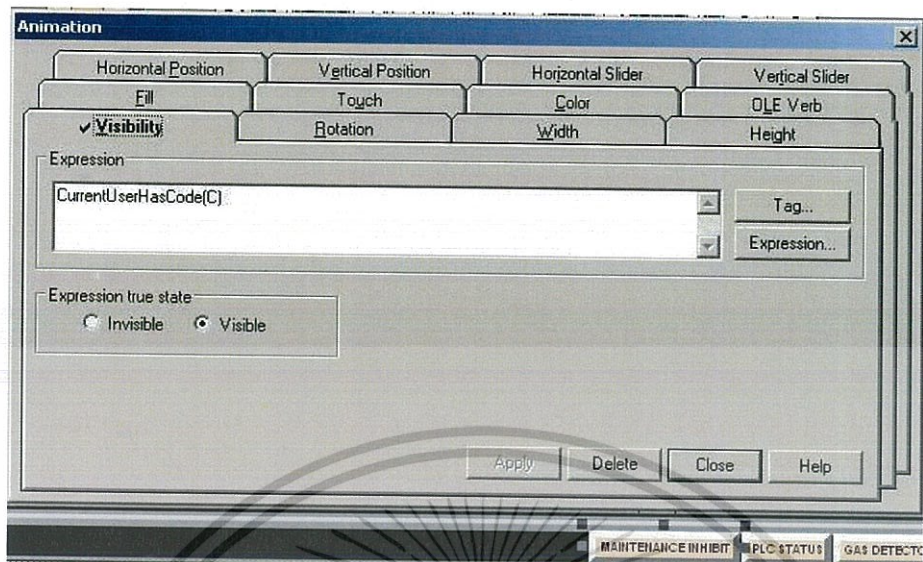 Animation
Horizontal Position Vertical Position Horizontal Slider Vertical Slider
Fill Touch Color OLE Verb
Visibility Rotation Width Height
Expression
CurrentUserHasCode(C)
Tag...
Expression...
Expression true state
Invisible Visible
Apply Delete Close Help
MAINTENANCE INHIBIT PLC STATUS GAS DETECTO